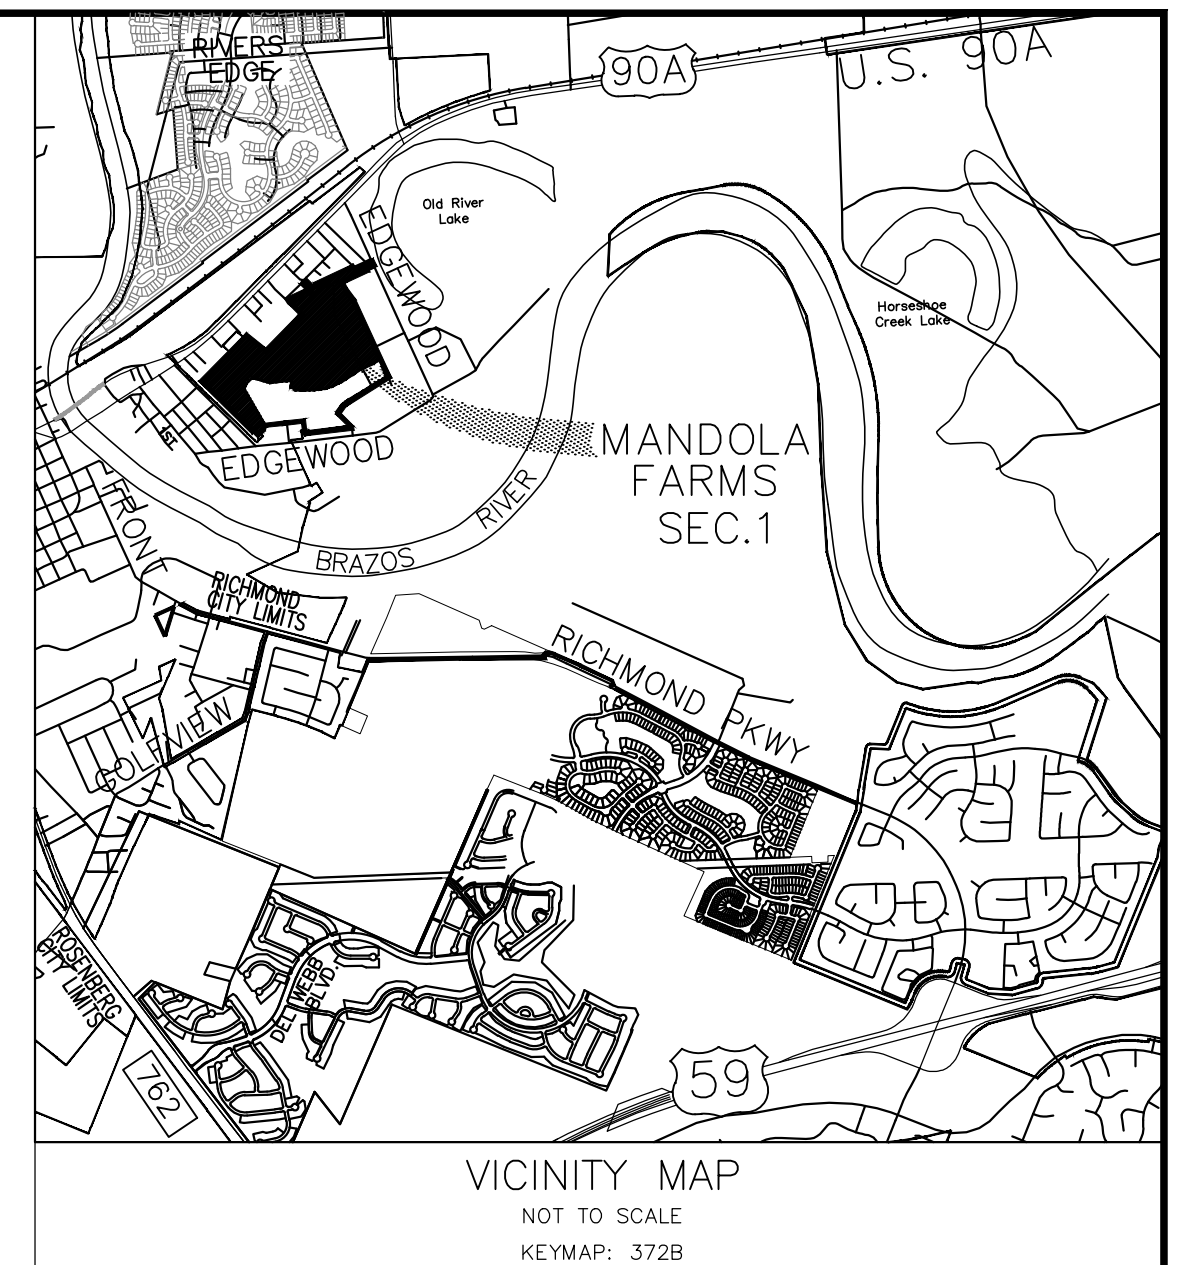 RIVERS
EDGE
90A
U.S. 90A
Old River
Lake
EDGEWOOD
Horseshoe
Creek Lake
1ST
EDGEWOOD
MANDOLA
FARMS
SEC.1
FRONT
BRAZOS
RIVER
RICHMOND
CITY LIMITS
RICHMOND PKWY
GOLFVIEW
ROSENBERG
CITY LIMITS
DEL WEBB
BLVD.
762
59
VICINITY MAP
NOT TO SCALE
KEYMAP: 372B